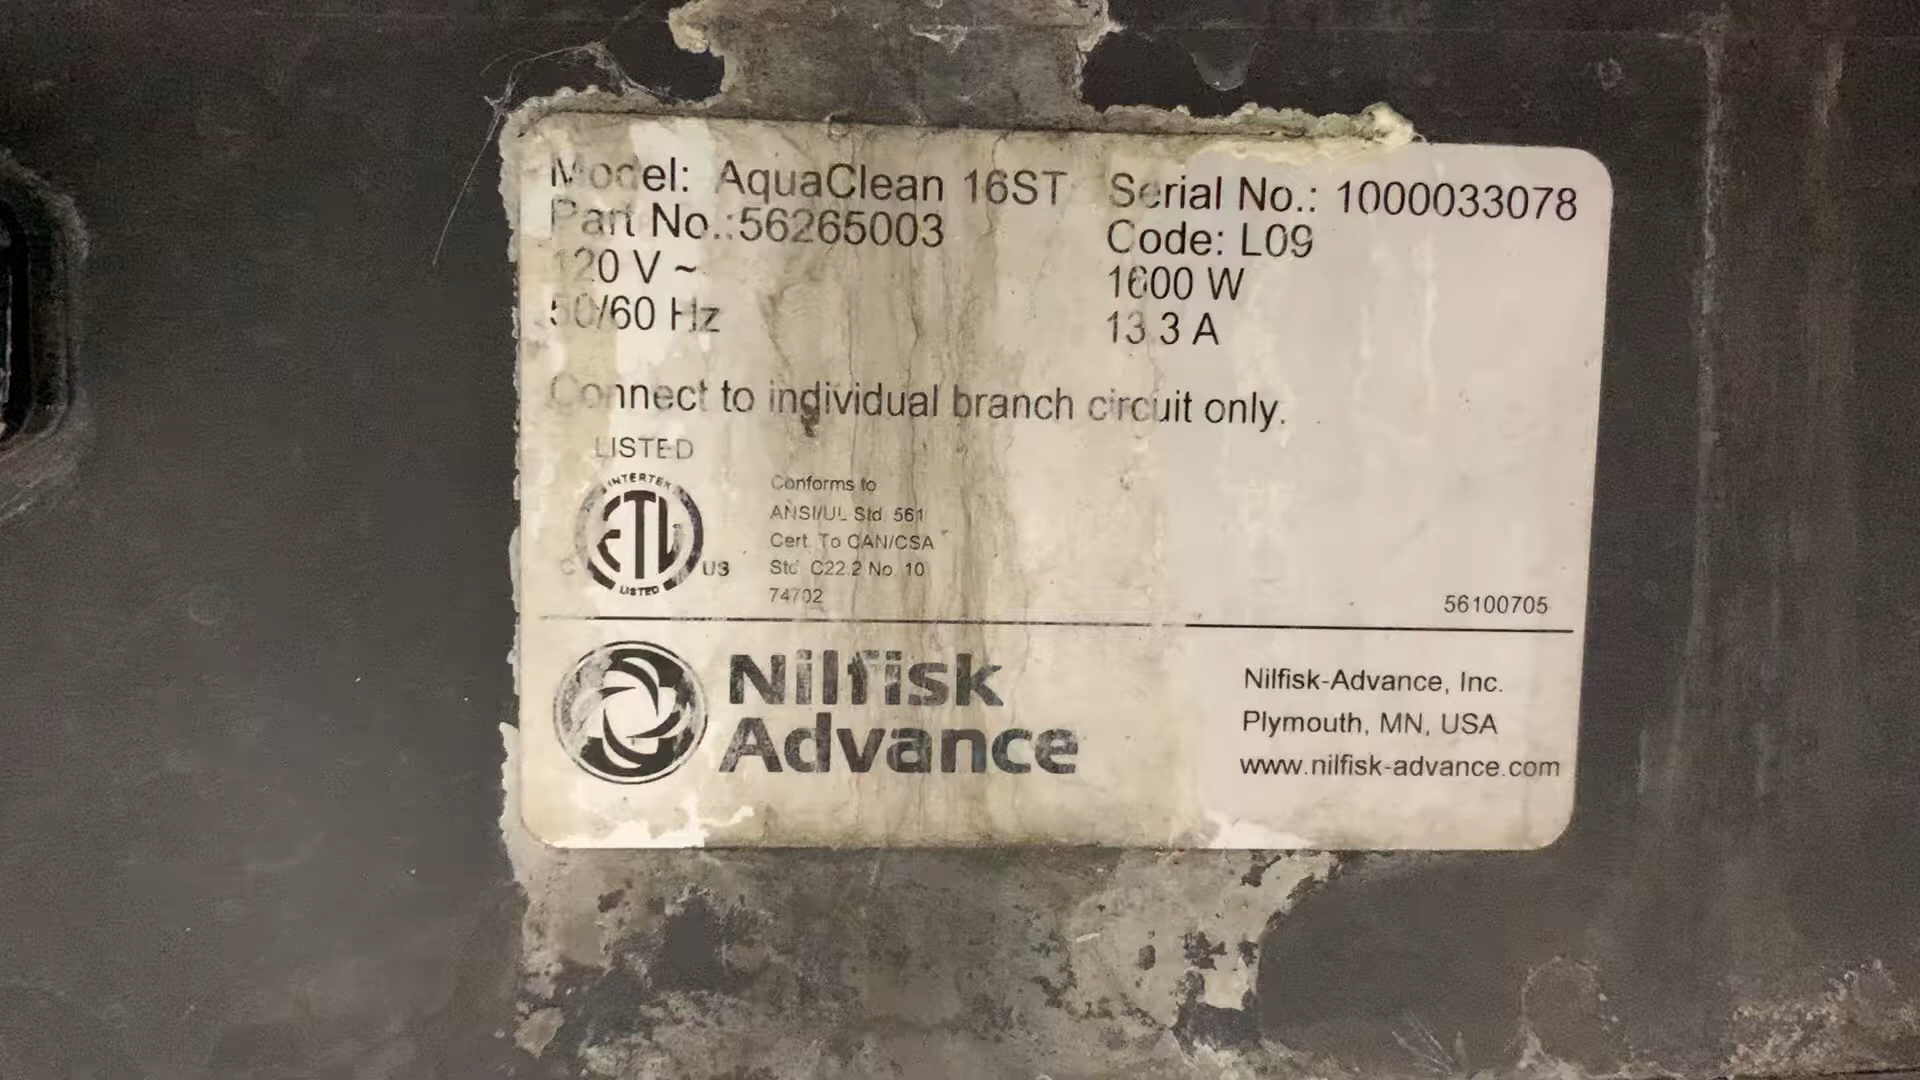 Model: AquaClean 16ST Serial No.: 1000033078
Part No.:56265003 Code: L09
120 V ~ 1600 W
50/60 Hz 13.3 A
Connect to individual branch circuit only.
LISTED
INTERTEK
ETL
C US
LISTED
Conforms to
ANSI/UL Std. 561
Cert. To CAN/CSA
Std. C22.2 No. 10
74702
56100705
Nilfisk
Advance
Nilfisk-Advance, Inc.
Plymouth, MN, USA
www.nilfisk-advance.com